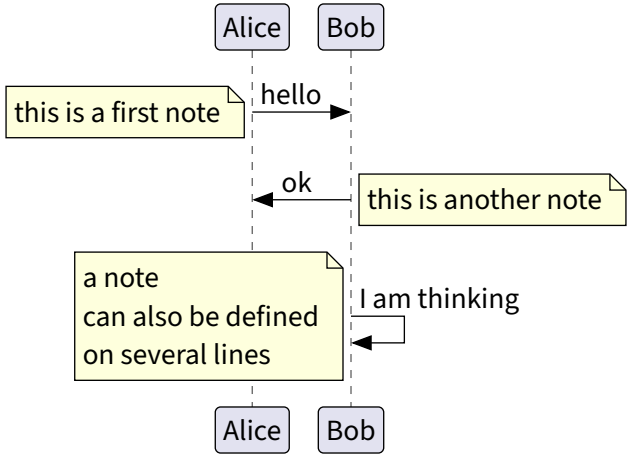 Alice Bob
this is a first note
hello
ok
this is another note
a note
can also be defined
on several lines
I am thinking
Alice Bob